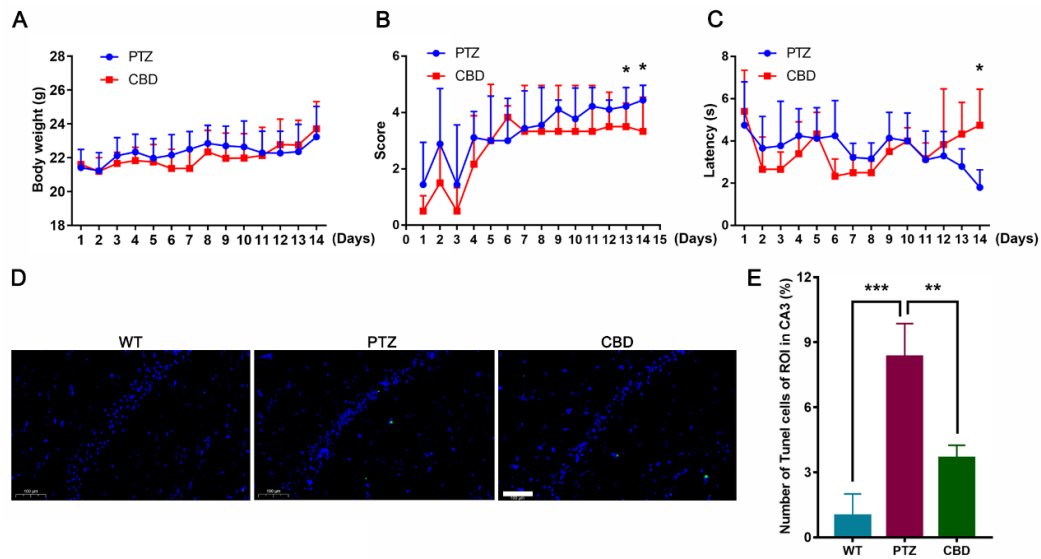 A
Body weight (g)
28
26
24
22
20
18
PTZ
CBD
1 2 3 4 5 6 7 8 9 10 11 12 13 14 (Days)
B
Score
6
4
2
0
PTZ
CBD
* *
0 1 2 3 4 5 6 7 8 9 10 11 12 13 14 15 (Days)
C
Latency (s)
8
6
4
2
0
PTZ
CBD
*
1 2 3 4 5 6 7 8 9 10 11 12 13 14 (Days)
D
WT
PTZ
CBD
100 μm
100 μm
E
Number of Tunel cells of ROI in CA3 (%)
12
9
6
3
0
*** **
WT PTZ CBD